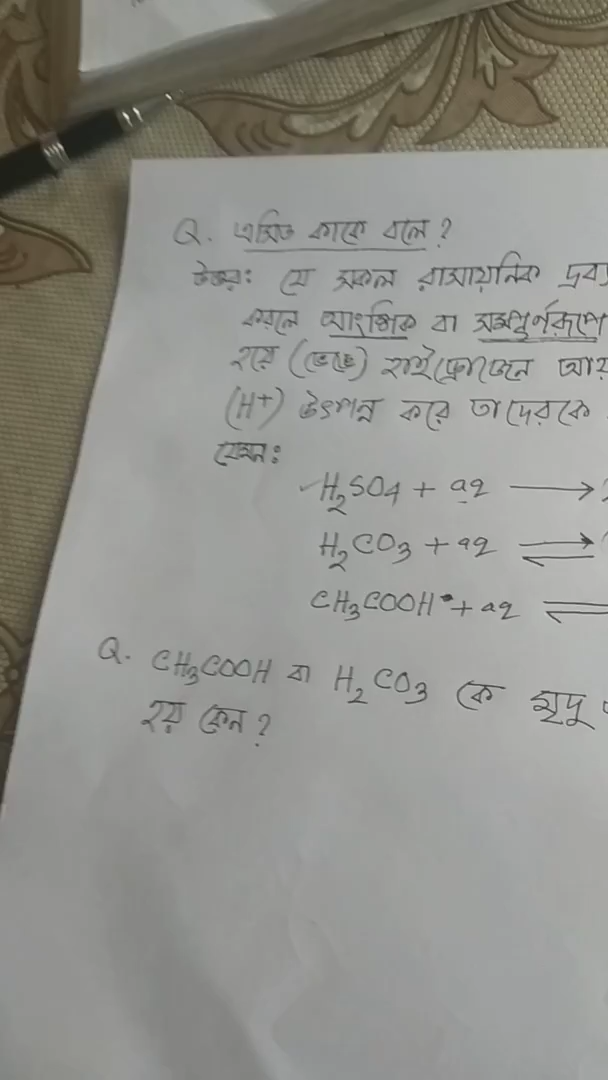 Q. এসিড কাকে বলে?
উত্তর: যে সকল রাসায়নিক দ্রব্য
করলে আংশিক বা সম্পূর্ণরূপে
হয়ে (ভেঙে) হাইড্রোজেন আয়
(H+) উৎপন্ন করে তাদেরকে
যেমন:
H2SO4 + aq →
H2CO3 + aq ⇌
CH3COOH + aq ⇌
Q. CH3COOH বা H2CO3 কে মৃদু
হয় কেন?